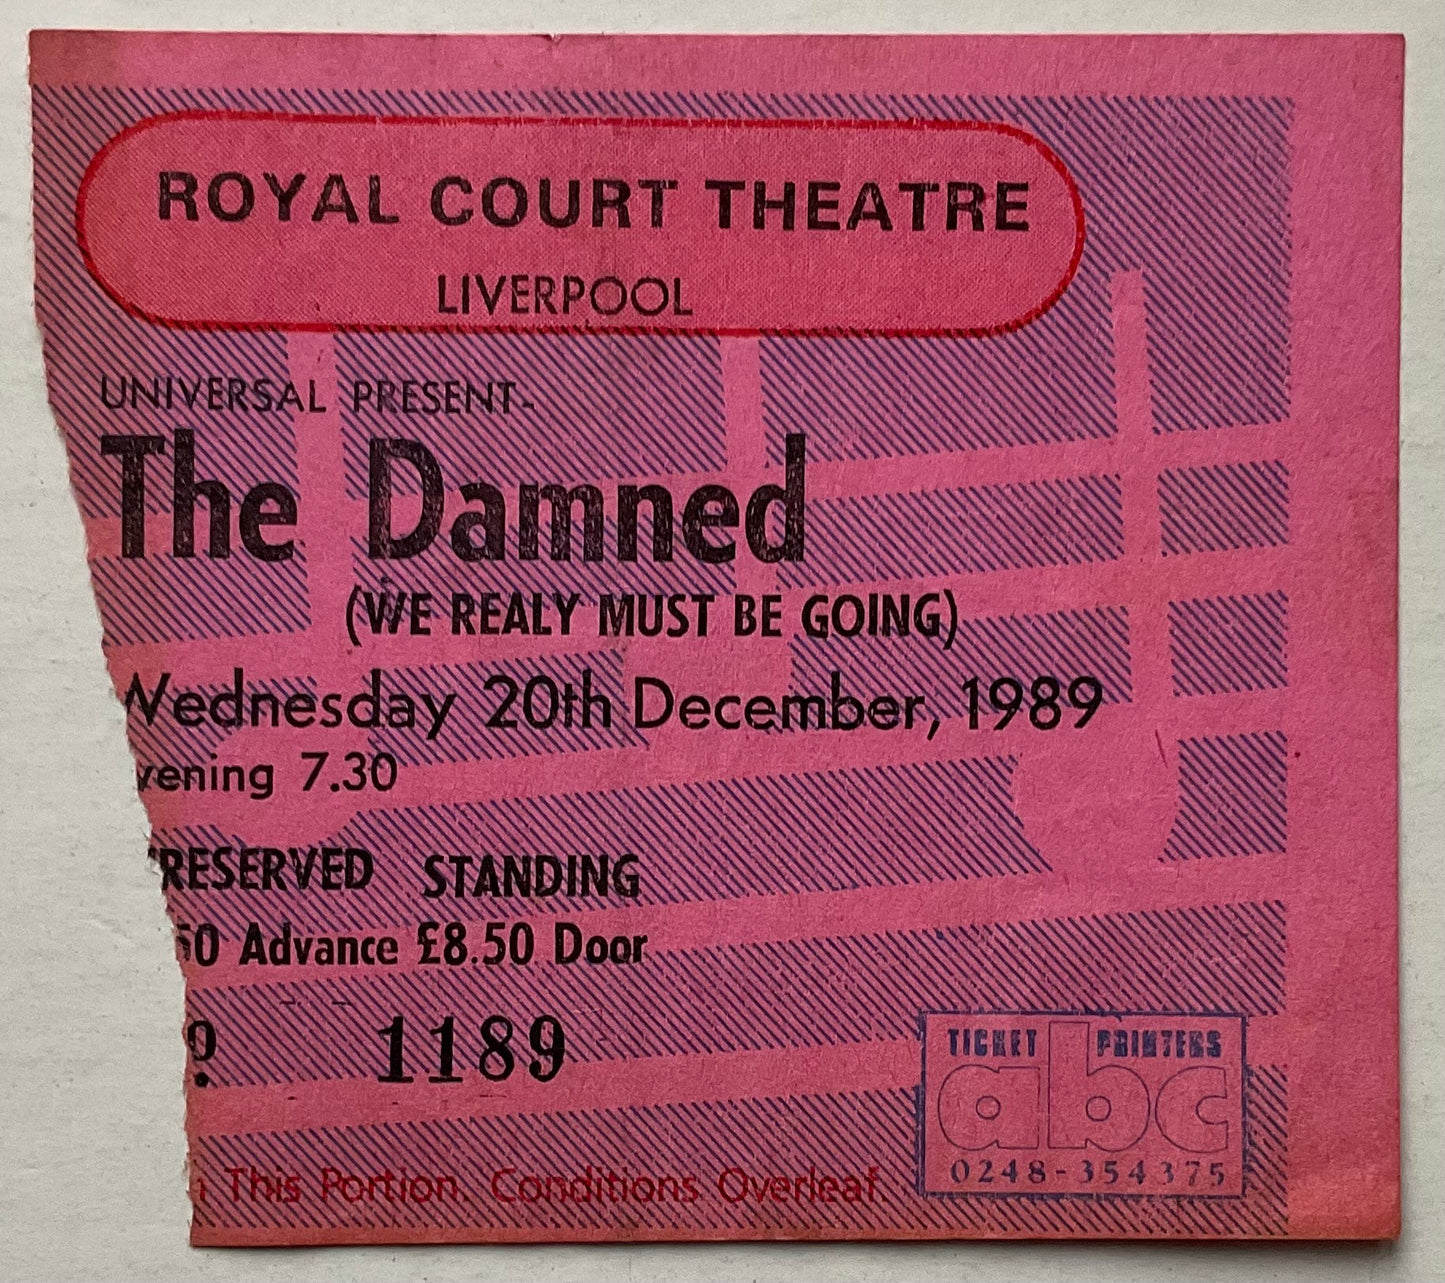 ROYAL COURT THEATRE
LIVERPOOL
UNIVERSAL PRESENT-
The Damned
(WE REALY MUST BE GOING)
Wednesday 20th December, 1989
vening 7.30
RESERVED STANDING
50 Advance £8.50 Door
1189
TICKET PRINTERS
abc
0248-354375
This Portion. Conditions Overleaf.